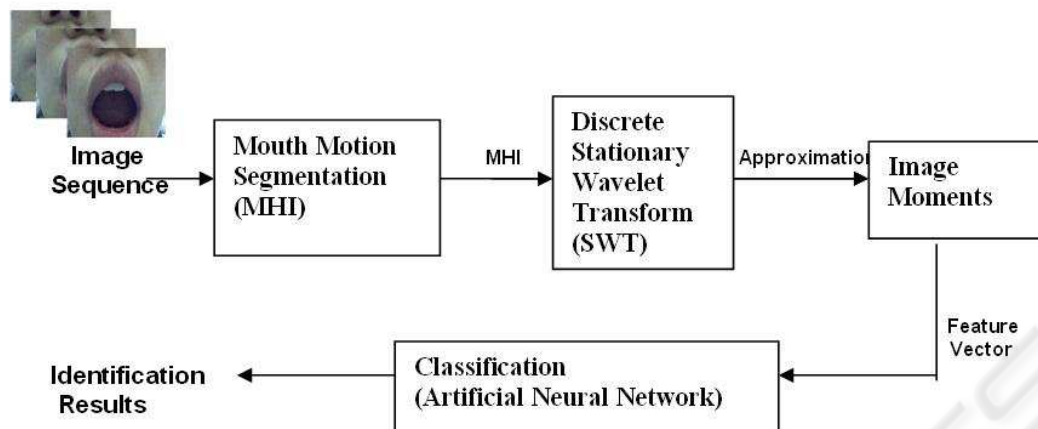 Image
Sequence
Mouth Motion
Segmentation
(MHI)
MHI
Discrete
Stationary
Wavelet
Transform
(SWT)
Approximation
Image
Moments
Feature
Vector
Classification
(Artificial Neural Network)
Identification
Results